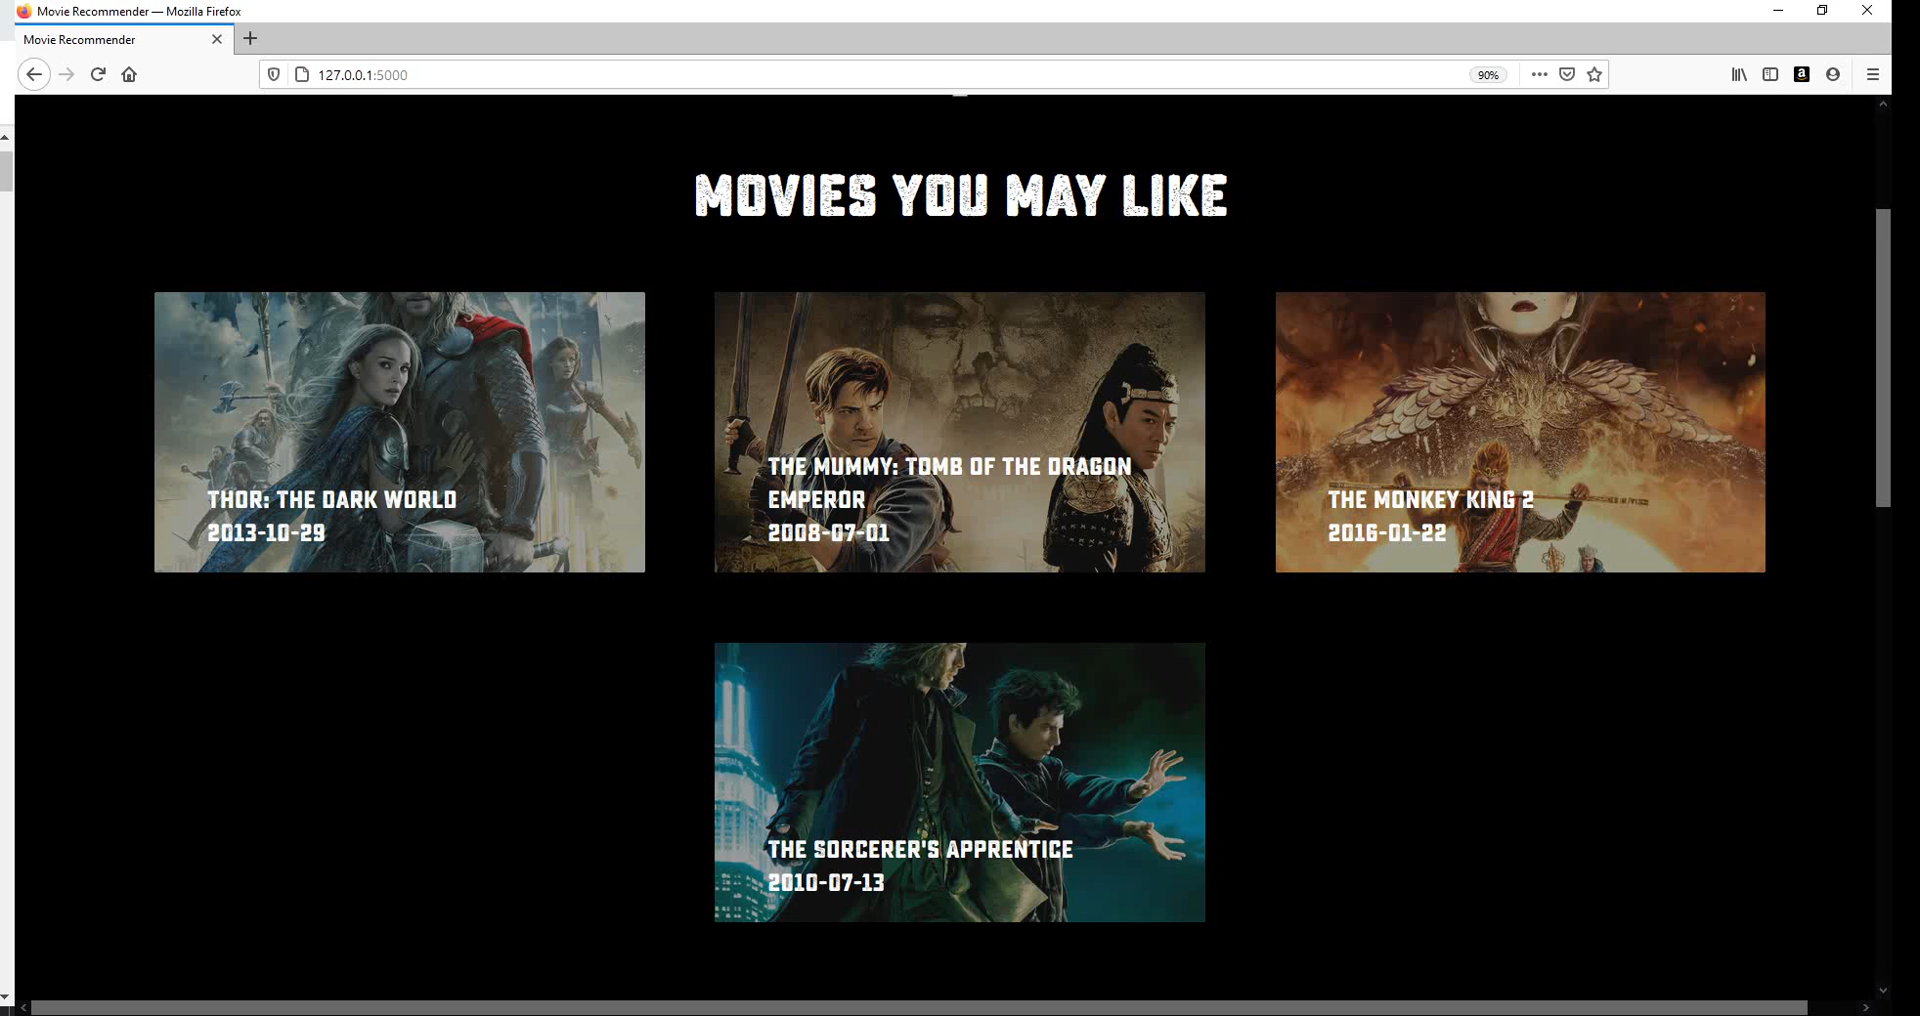 Movie Recommender — Mozilla Firefox
Movie Recommender
127.0.0.1:5000
90%
MOVIES YOU MAY LIKE
THOR: THE DARK WORLD
2013-10-29
THE MUMMY: TOMB OF THE DRAGON
EMPEROR
2008-07-01
THE MONKEY KING 2
2016-01-22
THE SORCERER'S APPRENTICE
2010-07-13